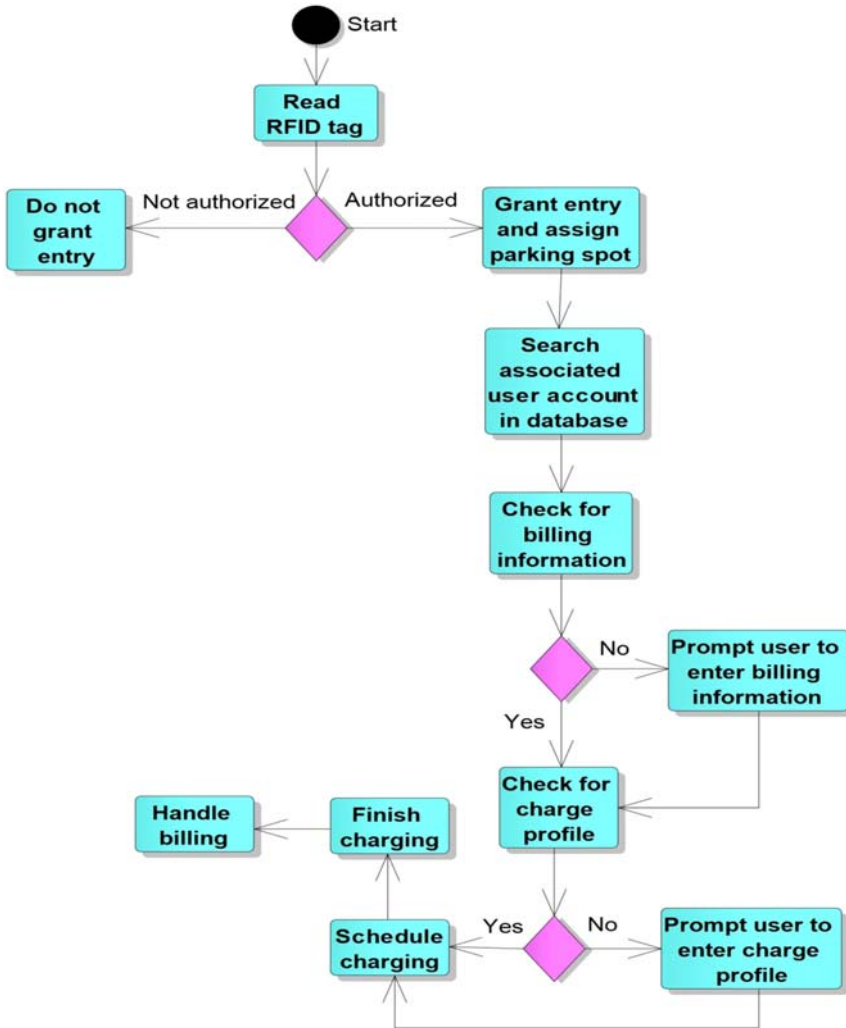 Start
Read
RFID tag
Not authorized
Authorized
Do not
grant
entry
Grant entry
and assign
parking spot
Search
associated
user account
in database
Check for
billing
information
No
Prompt user to
enter billing
information
Yes
Check for
charge
profile
Handle
billing
Finish
charging
Yes
No
Schedule
charging
Prompt user to
enter charge
profile